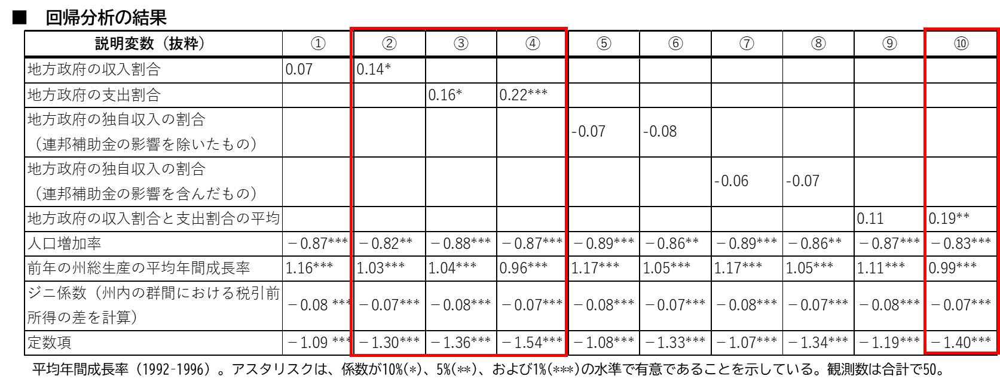 ■ 回帰分析の結果
説明変数（抜粋） ① ② ③ ④ ⑤ ⑥ ⑦ ⑧ ⑨ ⑩
地方政府の収入割合 0.07 0.14*
地方政府の支出割合 0.16* 0.22***
地方政府の独自収入の割合
（連邦補助金の影響を除いたもの） -0.07 -0.08
地方政府の独自収入の割合
（連邦補助金の影響を含んだもの） -0.06 -0.07
地方政府の収入割合と支出割合の平均 0.11 0.19**
人口増加率 －0.87*** －0.82** －0.88*** －0.87*** －0.89*** －0.86** －0.89*** －0.86** －0.87*** －0.83***
前年の州総生産の平均年間成長率 1.16*** 1.03*** 1.04*** 0.96*** 1.17*** 1.05*** 1.17*** 1.05*** 1.11*** 0.99***
ジニ係数（州内の群間における税引前
所得の差を計算） －0.08 *** －0.07*** －0.08*** －0.07*** －0.08*** －0.07*** －0.08*** －0.07*** －0.08*** －0.07***
定数項 －1.09 *** －1.30*** －1.36*** －1.54*** －1.08*** －1.33*** －1.07*** －1.34*** －1.19*** －1.40***
平均年間成長率（1992-1996）。アスタリスクは、係数が10%(*)、5%(**)、および1%(***)の水準で有意であることを示している。観測数は合計で50。